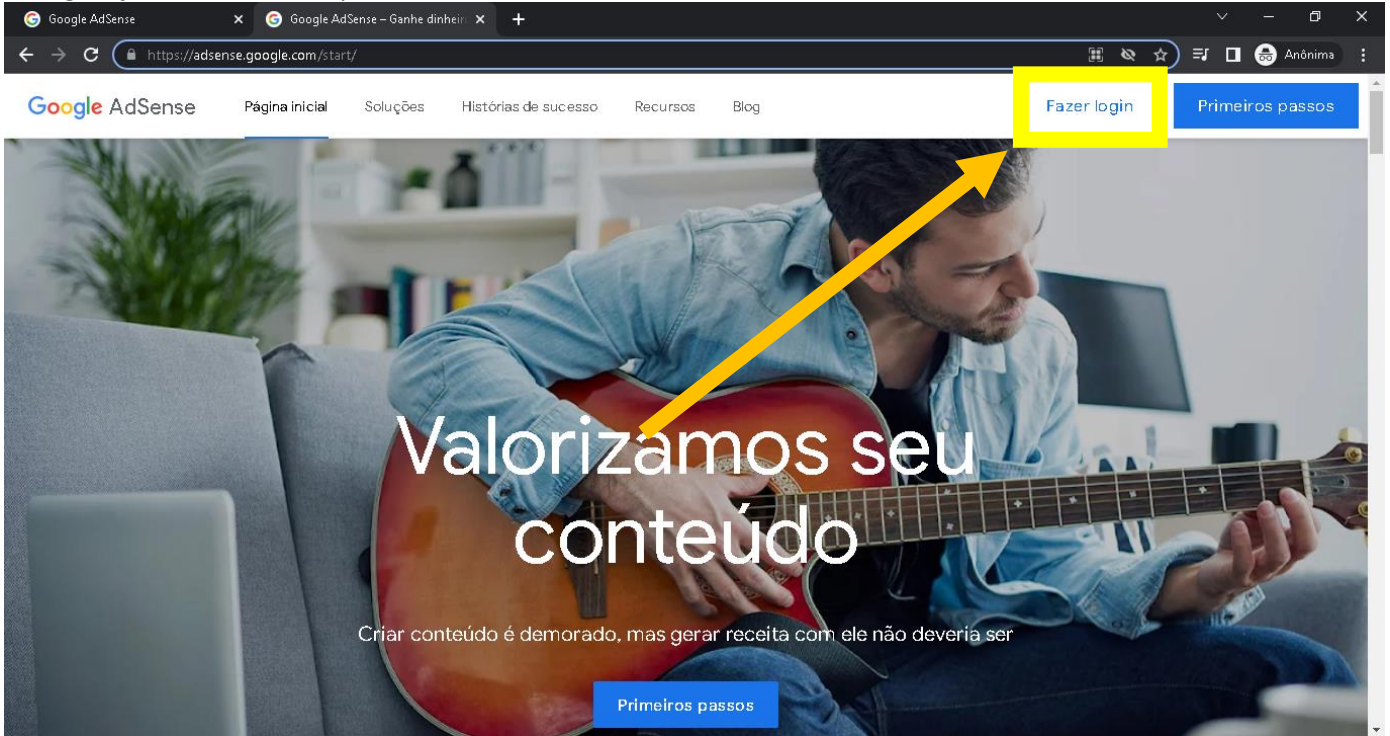 Google AdSense
Google AdSense – Ganhe dinheir
https://adsense.google.com/start/
Anônima
Google AdSense
Página inicial
Soluções
Histórias de sucesso
Recursos
Blog
Fazer login
Primeiros passos
Valorizamos seu
conteúdo
Criar conteúdo é demorado, mas gerar receita com ele não deveria ser
Primeiros passos